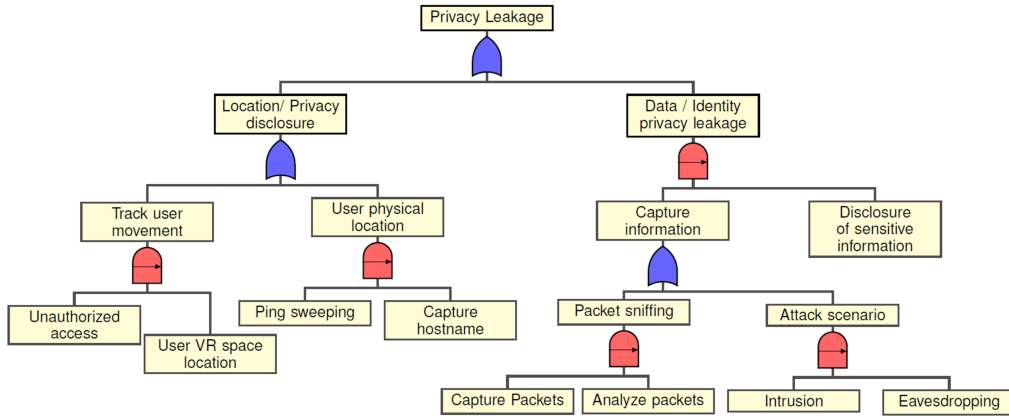 Privacy Leakage
Location/ Privacy
disclosure
Data / Identity
privacy leakage
Track user
movement
User physical
location
Capture
information
Disclosure
of sensitive
information
Unauthorized
access
User VR space
location
Ping sweeping
Capture
hostname
Packet sniffing
Attack scenario
Capture Packets
Analyze packets
Intrusion
Eavesdropping